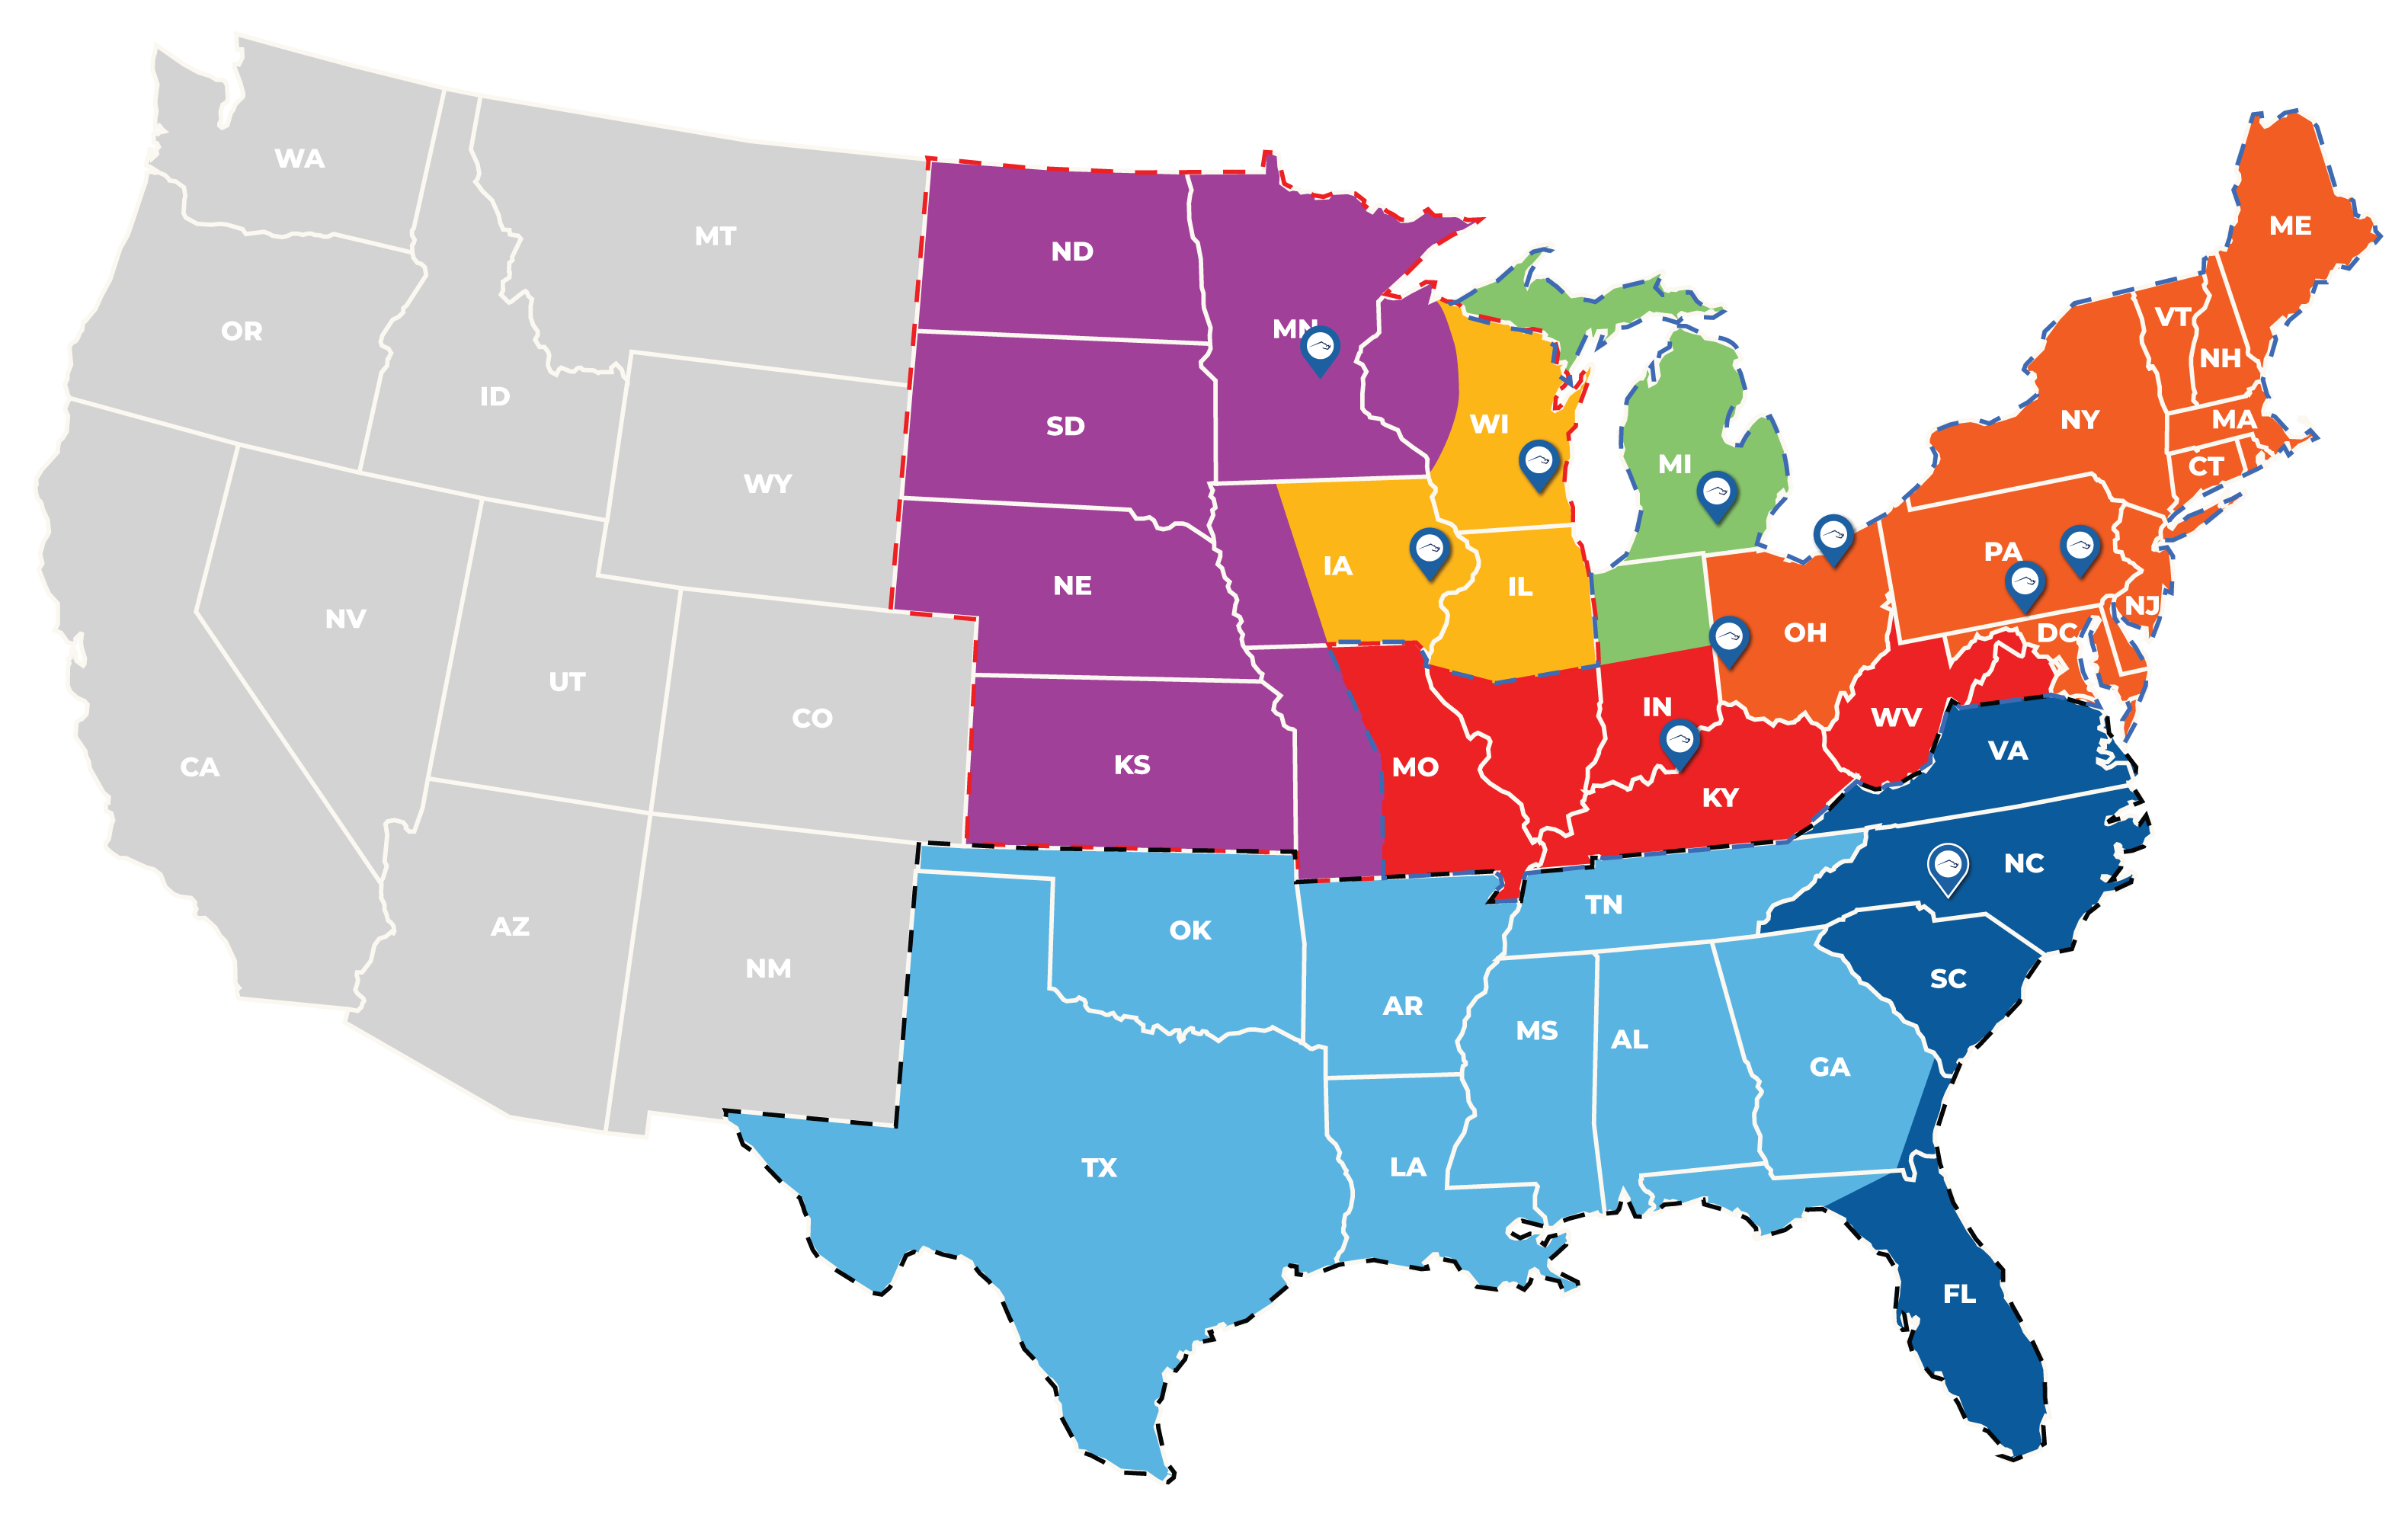 WA
MT
ME
ND
OR
MN
VT
NH
ID
SD
WI
NY
MA
MI
CT
WY
PA
IA
IL
NE
NJ
NV
OH
DC
UT
IN
CO
WV
VA
KS
MO
CA
KY
NC
TN
AZ
OK
NM
SC
AR
MS
AL
GA
TX
LA
FL